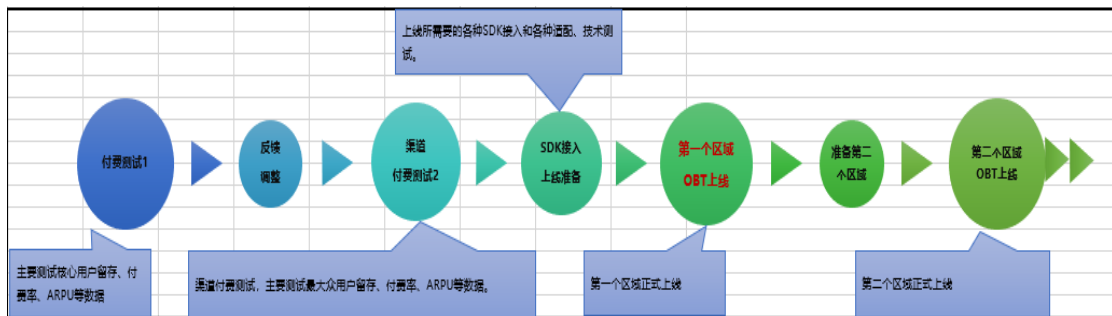 上线所需要的各种SDK接入和各种适配、技术测
试。
付费测试1
反馈
调整
渠道
付费测试2
SDK接入
上线准备
第一个区域
OBT上线
准备第二
个区域
第二个区域
OBT上线
主要测试核心用户留存、付
费率、ARPU等数据
渠道付费测试，主要测试最大众用户留存、付费率、ARPU等数据。
第一个区域正式上线
第二个区域正式上线